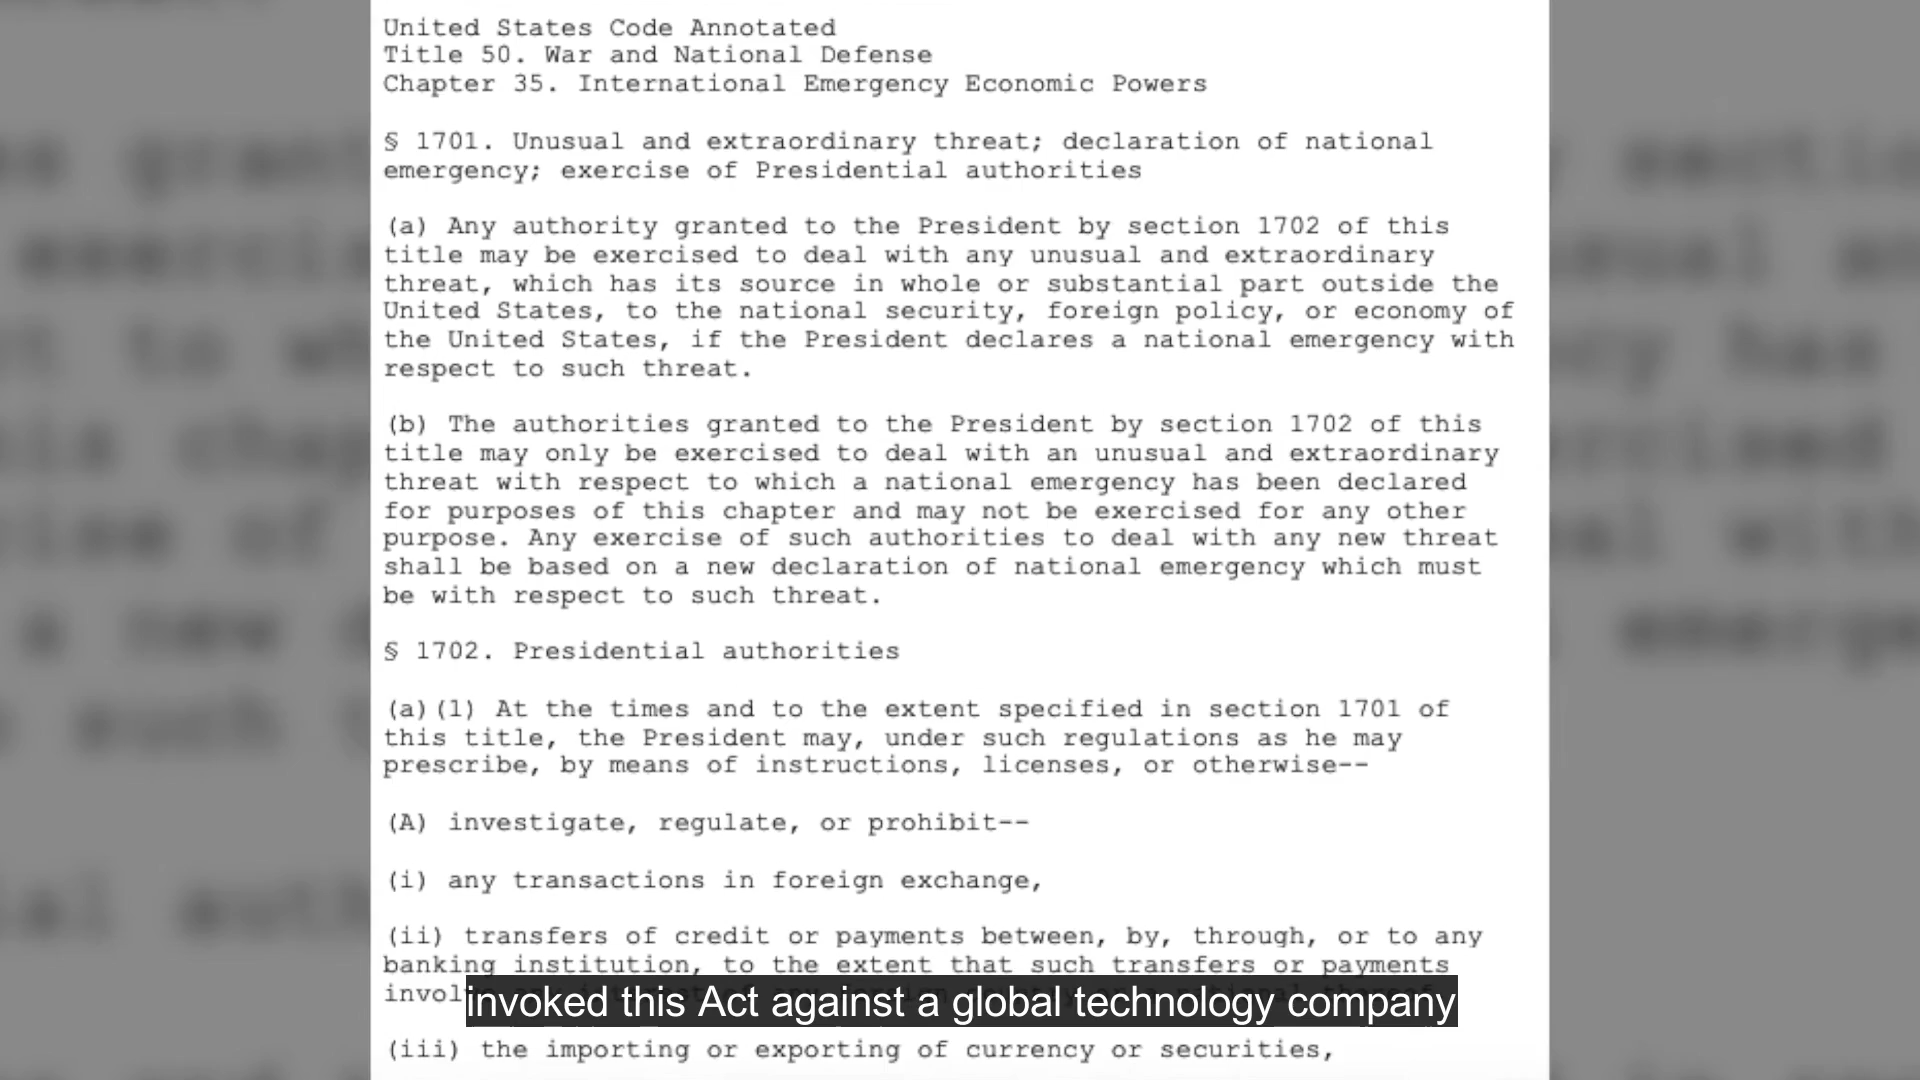 United States Code Annotated
Title 50. War and National Defense
Chapter 35. International Emergency Economic Powers
§ 1701. Unusual and extraordinary threat; declaration of national
emergency; exercise of Presidential authorities
(a) Any authority granted to the President by section 1702 of this
title may be exercised to deal with any unusual and extraordinary
threat, which has its source in whole or substantial part outside the
United States, to the national security, foreign policy, or economy of
the United States, if the President declares a national emergency with
respect to such threat.
(b) The authorities granted to the President by section 1702 of this
title may only be exercised to deal with an unusual and extraordinary
threat with respect to which a national emergency has been declared
for purposes of this chapter and may not be exercised for any other
purpose. Any exercise of such authorities to deal with any new threat
shall be based on a new declaration of national emergency which must
be with respect to such threat.
§ 1702. Presidential authorities
(a)(1) At the times and to the extent specified in section 1701 of
this title, the President may, under such regulations as he may
prescribe, by means of instructions, licenses, or otherwise--
(A) investigate, regulate, or prohibit--
(i) any transactions in foreign exchange,
(ii) transfers of credit or payments between, by, through, or to any
banking institution, to the extent that such transfers or payments
invoked this Act against a global technology company
(iii) the importing or exporting of currency or securities,